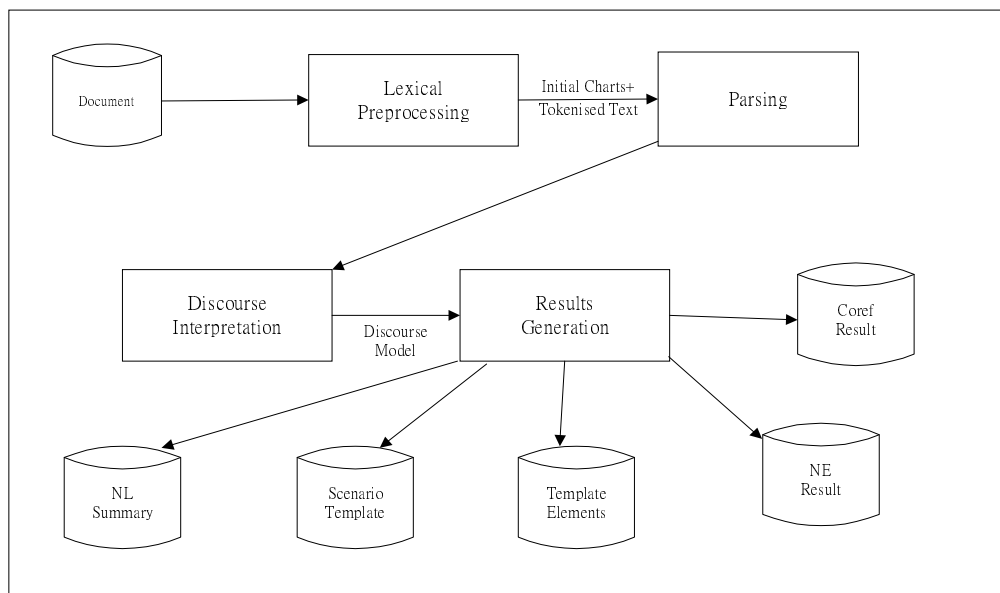 Document
Lexical
Preprocessing
Initial Charts+
Tokenised Text
Parsing
Discourse
Interpretation
Discourse
Model
Results
Generation
Coref
Result
NL
Summary
Scenario
Template
Template
Elements
NE
Result